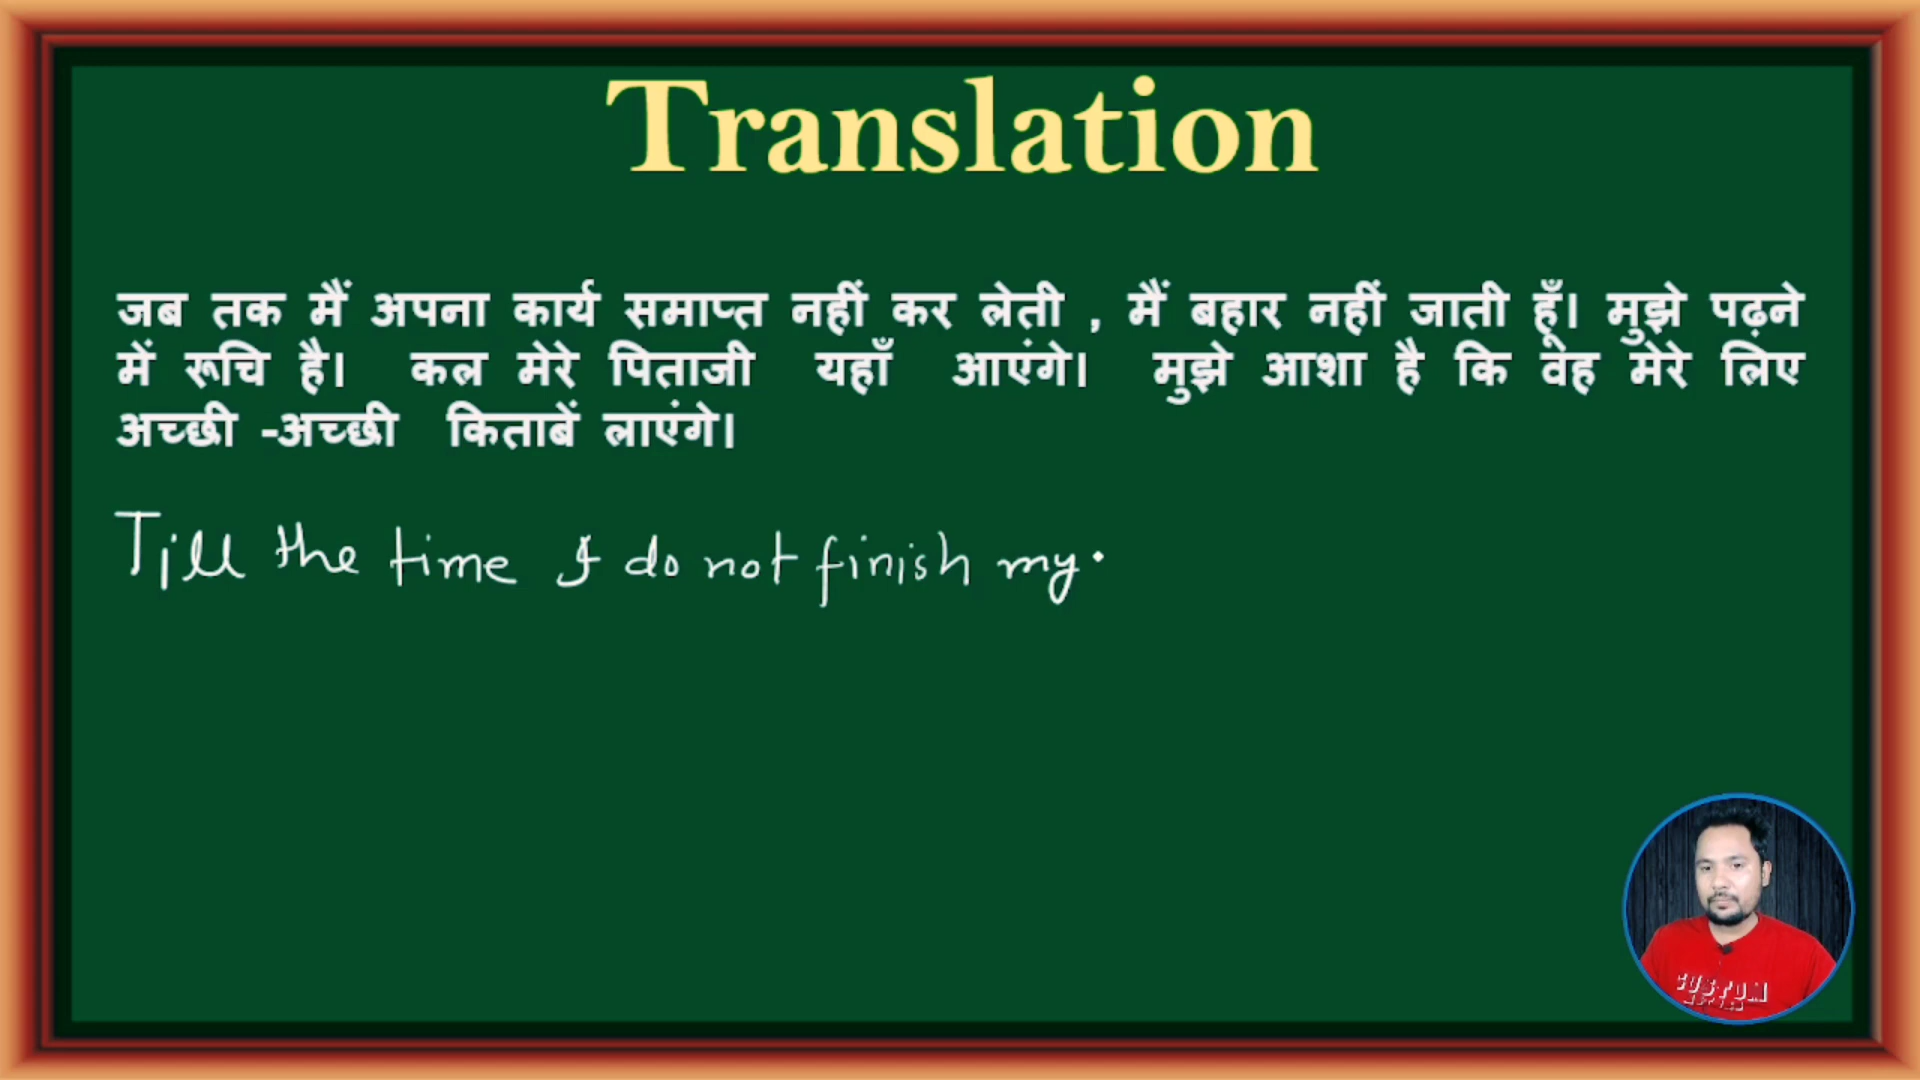 Translation
जब तक मैं अपना कार्य समाप्त नहीं कर लेती , मैं बहार नहीं जाती हूँ। मुझे पढ़ने
में रूचि है। कल मेरे पिताजी यहाँ आएंगे। मुझे आशा है कि वह मेरे लिए
अच्छी -अच्छी किताबें लाएंगे।
Till the time I do not finish my
CUSTOM